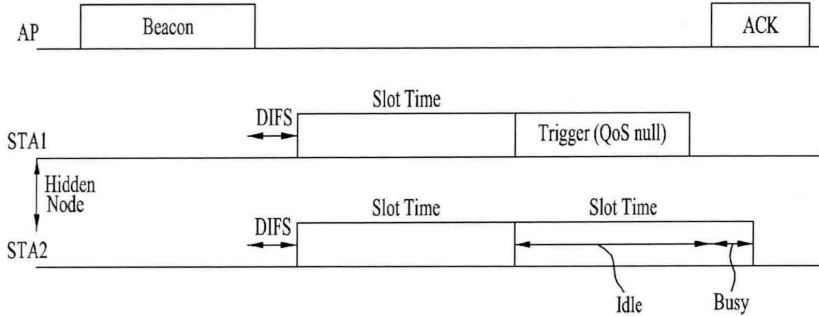 AP
Beacon
ACK
Slot Time
DIFS
STA1
Trigger (QoS null)
Hidden
Node
Slot Time
Slot Time
DIFS
STA2
Idle
Busy